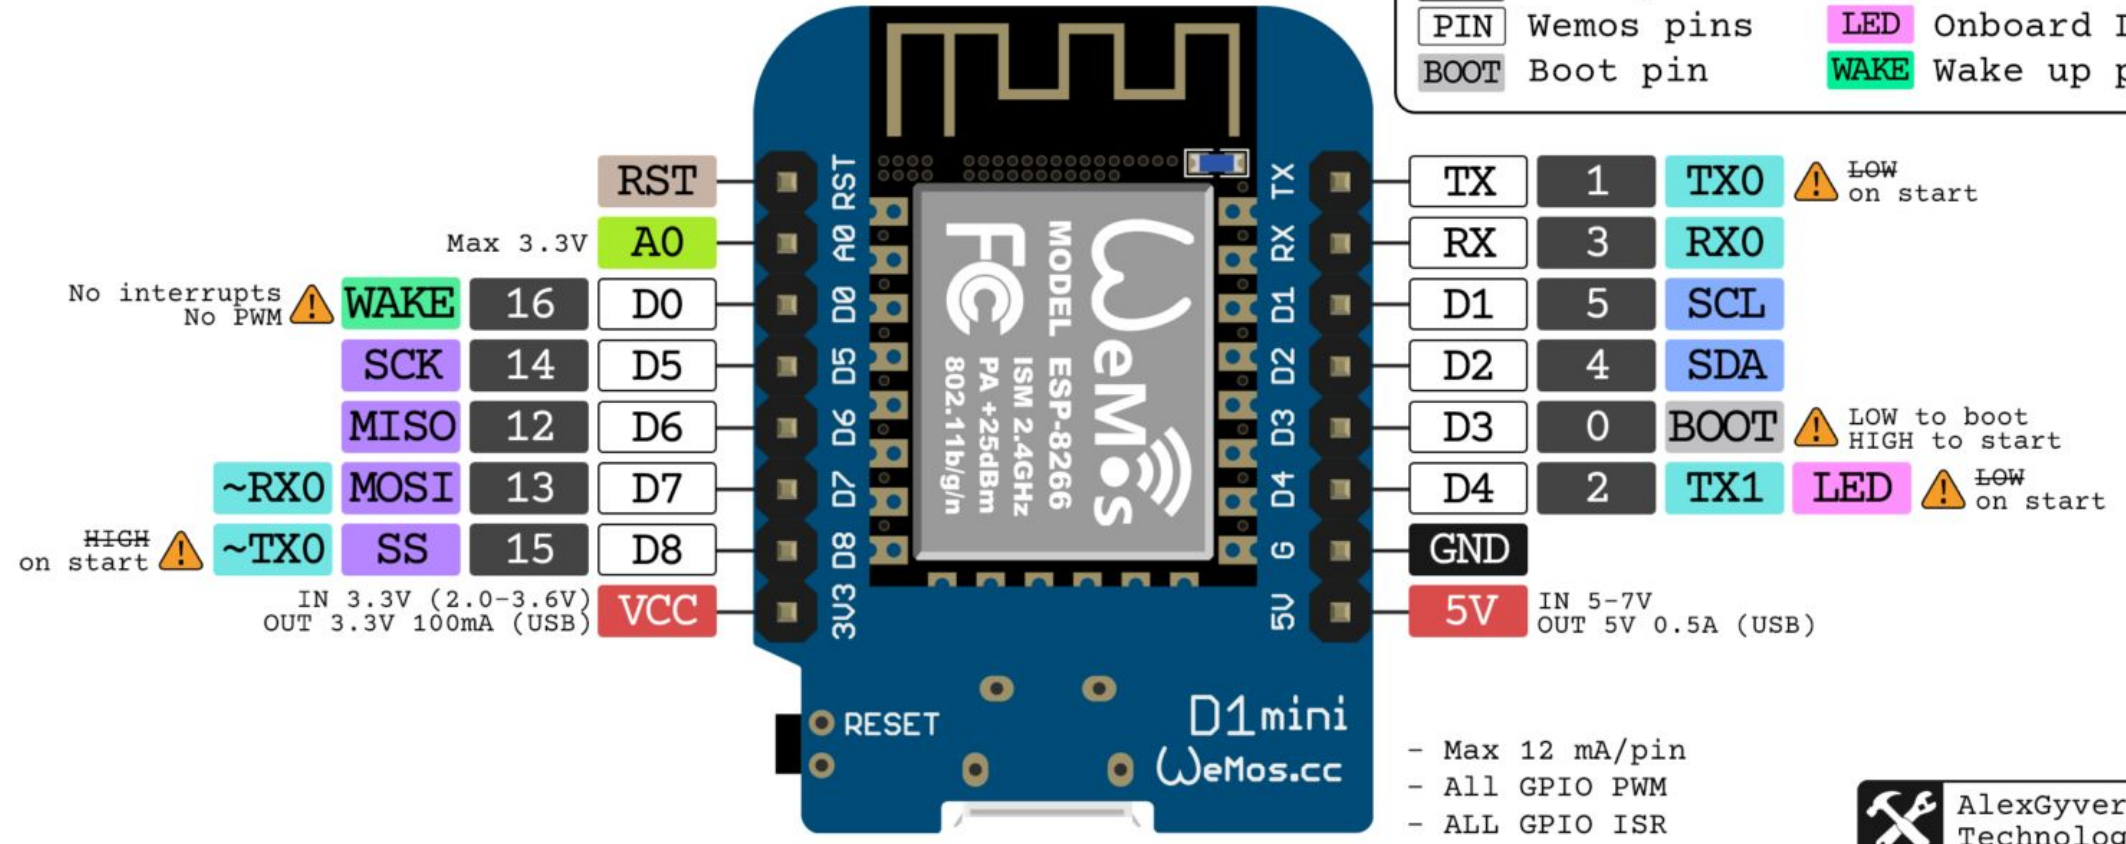 PIN Wemos pins LED Onboard
BOOT Boot pin WAKE Wake up
RST RST TX TX 1 TX0 LOW
on start
Max 3.3V A0 A0 RX RX 3 RX0
No interrupts
No PWM WAKE 16 D0 D0 D1 D1 5 SCL
SCK 14 D5 D5 D2 D2 4 SDA
MISO 12 D6 D6 D3 D3 0 BOOT LOW to boot
HIGH to start
~RX0 MOSI 13 D7 D7 D4 D4 2 TX1 LED LOW
on start
HIGH
on start ~TX0 SS 15 D8 D8 G GND
IN 3.3V (2.0-3.6V)
OUT 3.3V 100mA (USB) VCC 3V3 5V 5V IN 5-7V
OUT 5V 0.5A (USB)
WeMos
MODEL ESP-8266
ISM 2.4GHz
PA +25dBm
802.11b/g/n
FC
RESET
D1 mini
WeMos.cc
- Max 12 mA/pin
- All GPIO PWM
- ALL GPIO ISR
AlexGyver